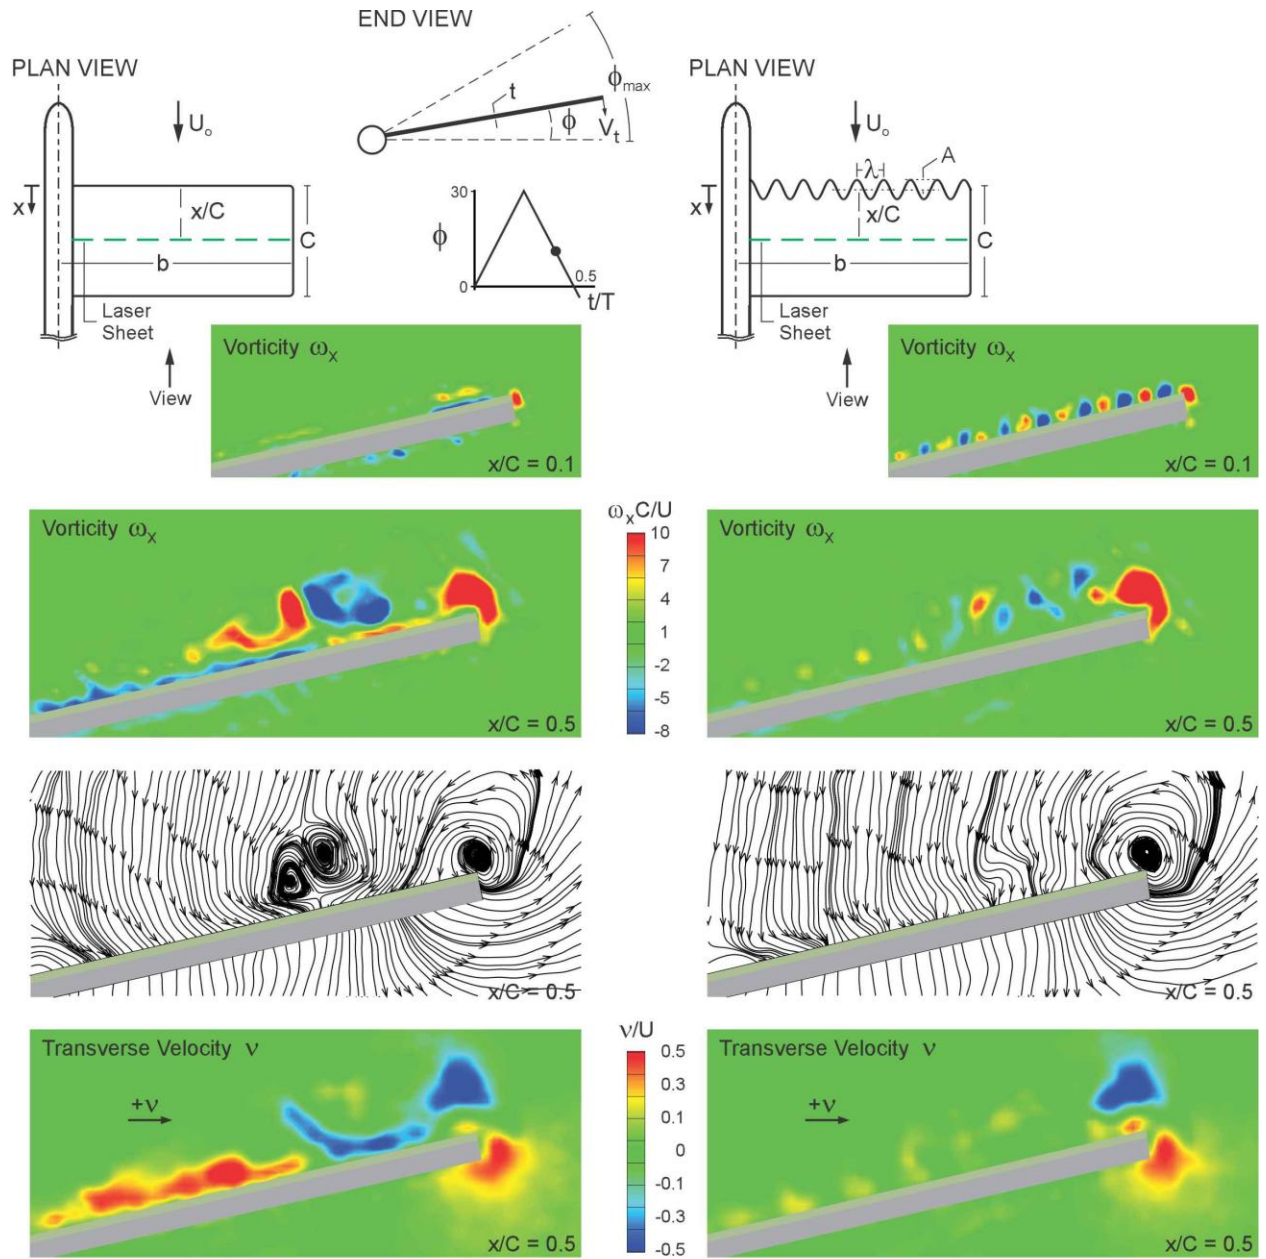 END VIEW
PLAN VIEW
U₀
x
x/C
C
b
Laser
Sheet
View
t
ϕ
ϕmax
Vt
30
ϕ
0
0.5
t/T
PLAN VIEW
U₀
λ
A
x
x/C
C
b
Laser
Sheet
View
Vorticity ωx
x/C = 0.1
Vorticity ωx
x/C = 0.1
Vorticity ωx
x/C = 0.5
ωxC/U
10
7
4
1
-2
-5
-8
Vorticity ωx
x/C = 0.5
x/C = 0.5
x/C = 0.5
Transverse Velocity ν
+ν
x/C = 0.5
ν/U
0.5
0.3
0.1
0
-0.1
-0.3
-0.5
Transverse Velocity ν
+ν
x/C = 0.5